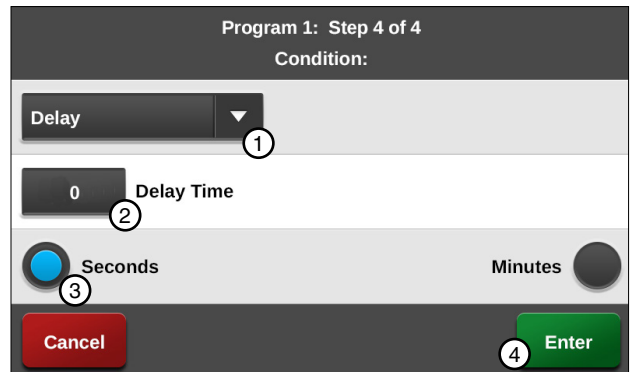 Program 1: Step 4 of 4
Condition:
Delay
1
0 Delay Time
2
Seconds Minutes
3
Cancel Enter
4